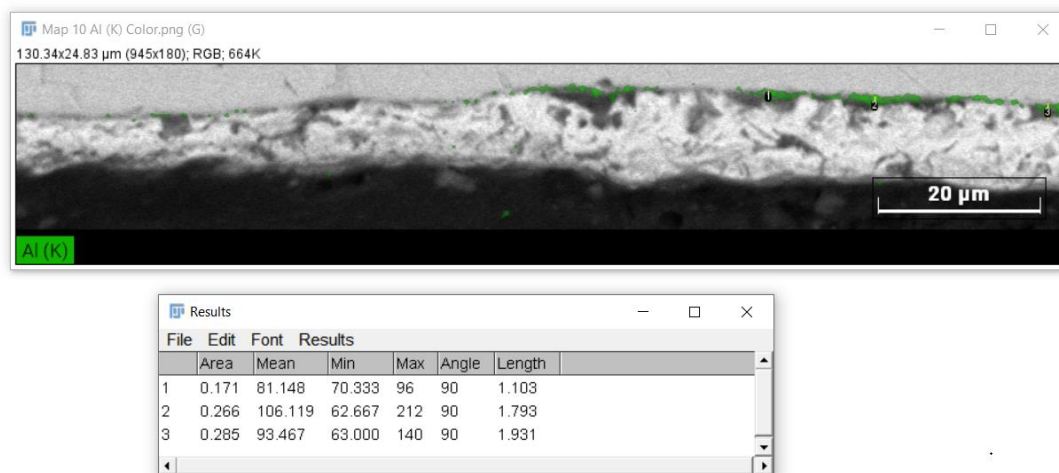 Map 10 Al (K) Color.png (G)
130.34x24.83 µm (945x180); RGB; 664K
1
2
3
20 µm
Al (K)
Results
File Edit Font Results
Area Mean Min Max Angle Length
1 0.171 81.148 70.333 96 90 1.103
2 0.266 106.119 62.667 212 90 1.793
3 0.285 93.467 63.000 140 90 1.931
.